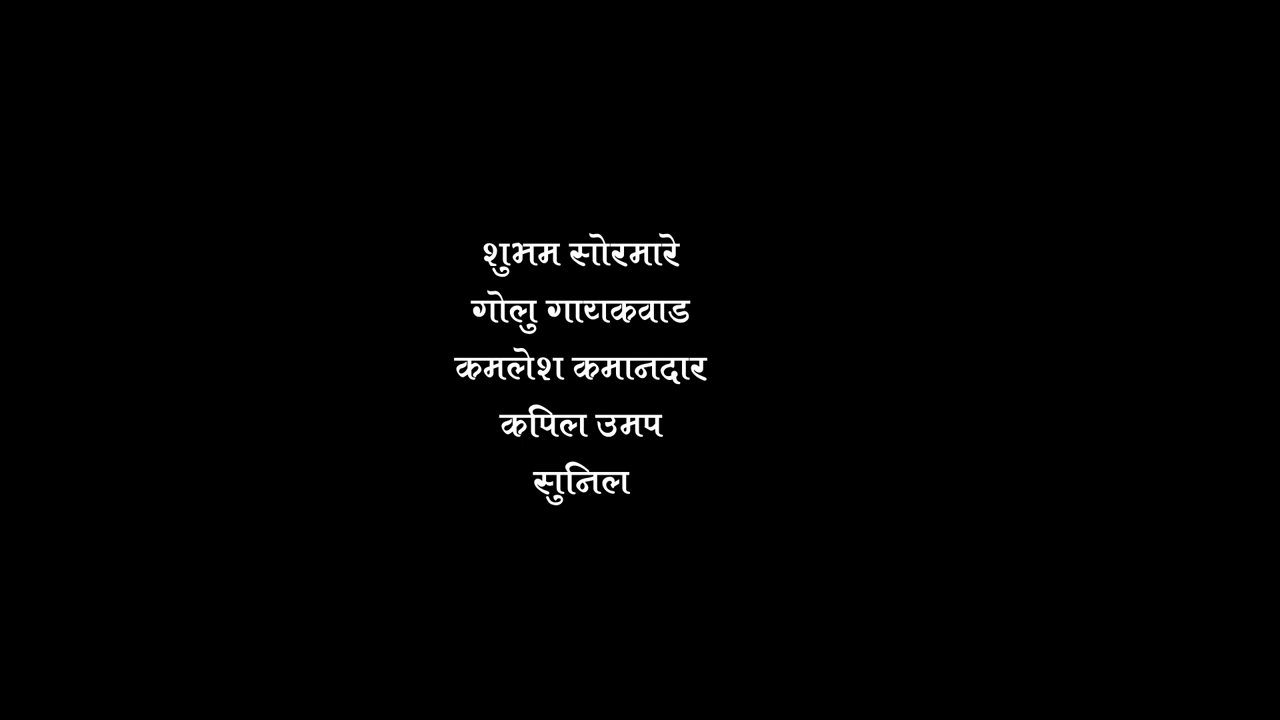 शुभम सोरमारे
गोलु गायकवाड
कमलेश कमानदार
कपिल उमप
सुनिल